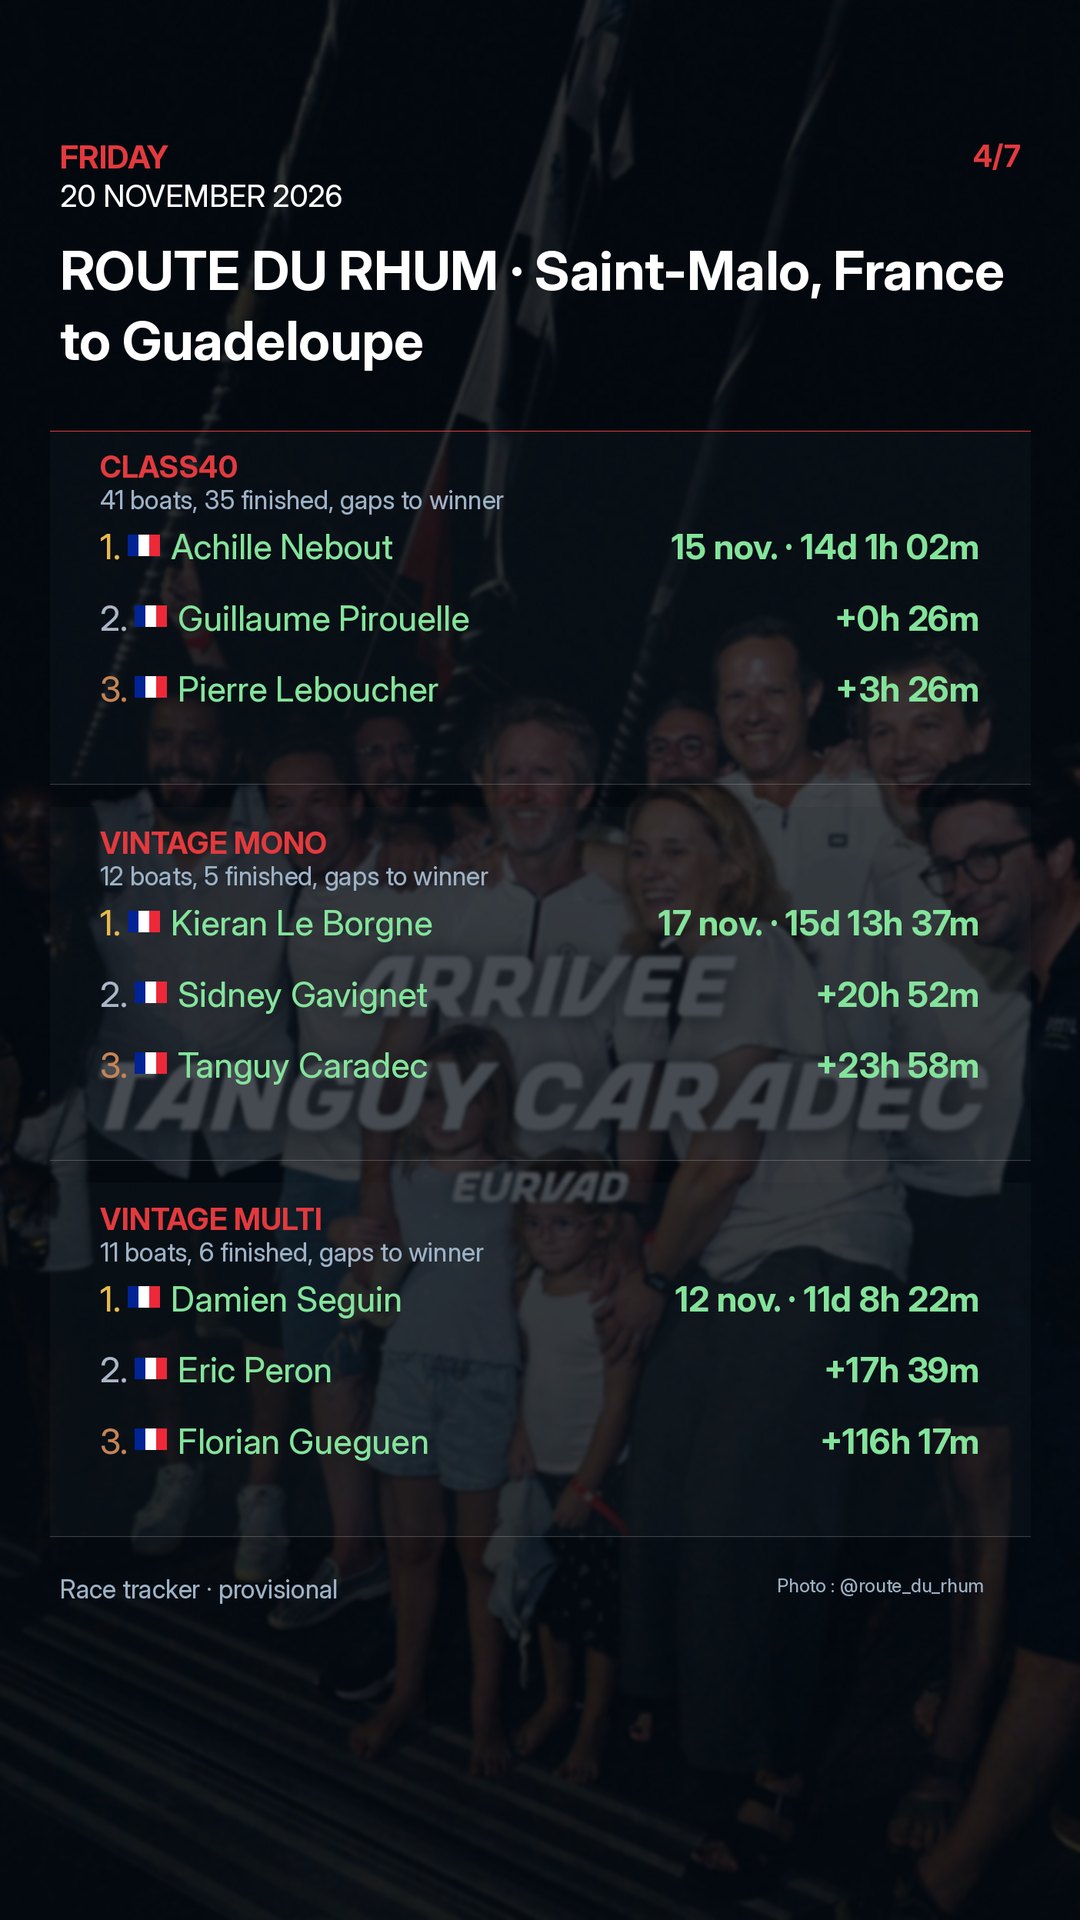 FRIDAY
4/7
20 NOVEMBER 2026
ROUTE DU RHUM · Saint-Malo, France
to Guadeloupe
CLASS40
41 boats, 35 finished, gaps to winner
1. Achille Nebout 15 nov. · 14d 1h 02m
2. Guillaume Pirouelle +0h 26m
3. Pierre Leboucher +3h 26m
VINTAGE MONO
12 boats, 5 finished, gaps to winner
1. Kieran Le Borgne 17 nov. · 15d 13h 37m
ARRIVEE
2. Sidney Gavignet +20h 52m
3. Tanguy Caradec +23h 58m
TANGUY CARADEC
EURVAD
VINTAGE MULTI
11 boats, 6 finished, gaps to winner
1. Damien Seguin 12 nov. · 11d 8h 22m
2. Eric Peron +17h 39m
3. Florian Gueguen +116h 17m
Race tracker · provisional
Photo : @route_du_rhum